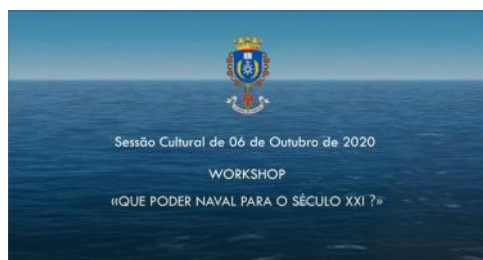 Sessão Cultural de 06 de Outubro de 2020
WORKSHOP
«QUE PODER NAVAL PARA O SÉCULO XXI ?»